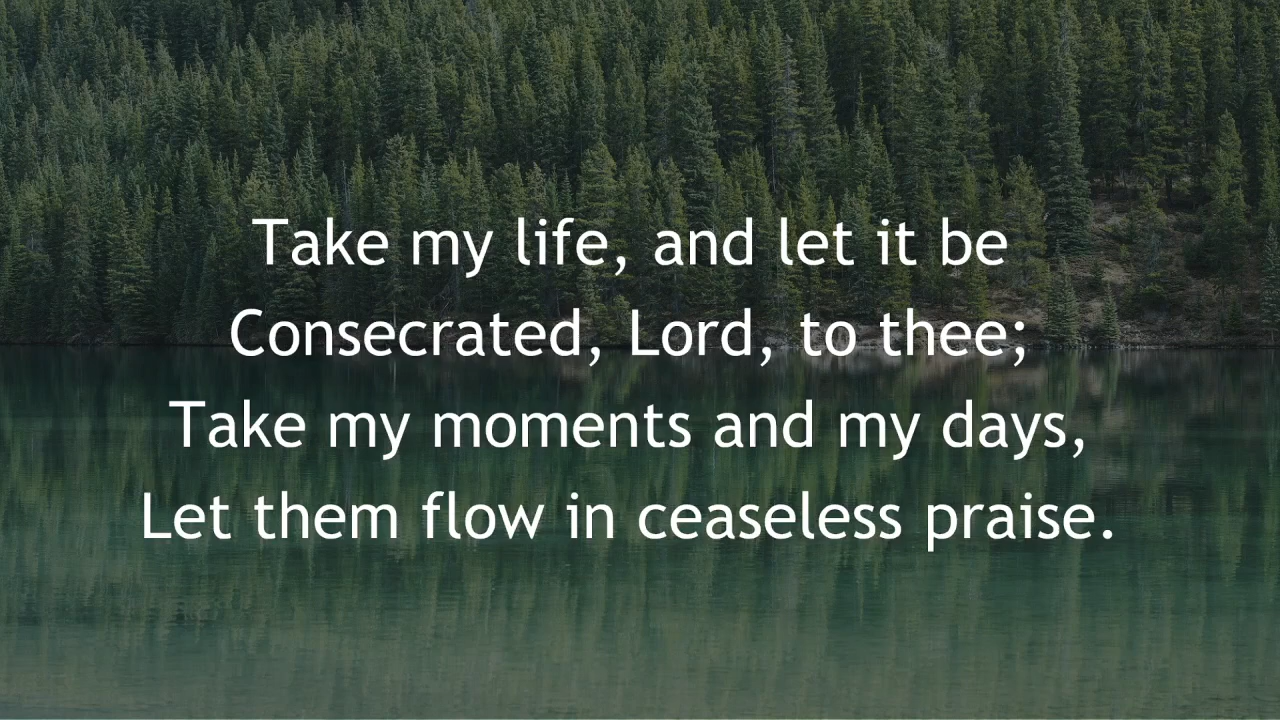 Take my life, and let it be
Consecrated, Lord, to thee;
Take my moments and my days,
Let them flow in ceaseless praise.